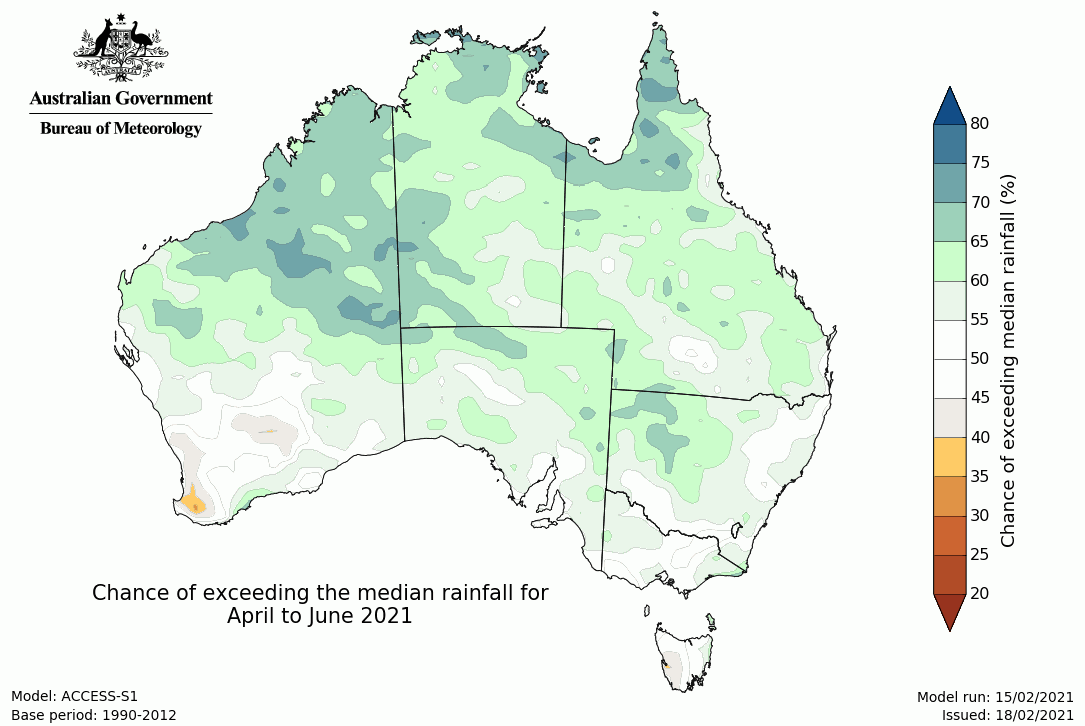 Australian Government
Bureau of Meteorology
80
75
70
65
60
55
50
45
40
35
30
25
20
Chance of exceeding median rainfall (%)
Chance of exceeding the median rainfall for
April to June 2021
Model: ACCESS-S1
Base period: 1990-2012
Model run: 15/02/2021
Issued: 18/02/2021